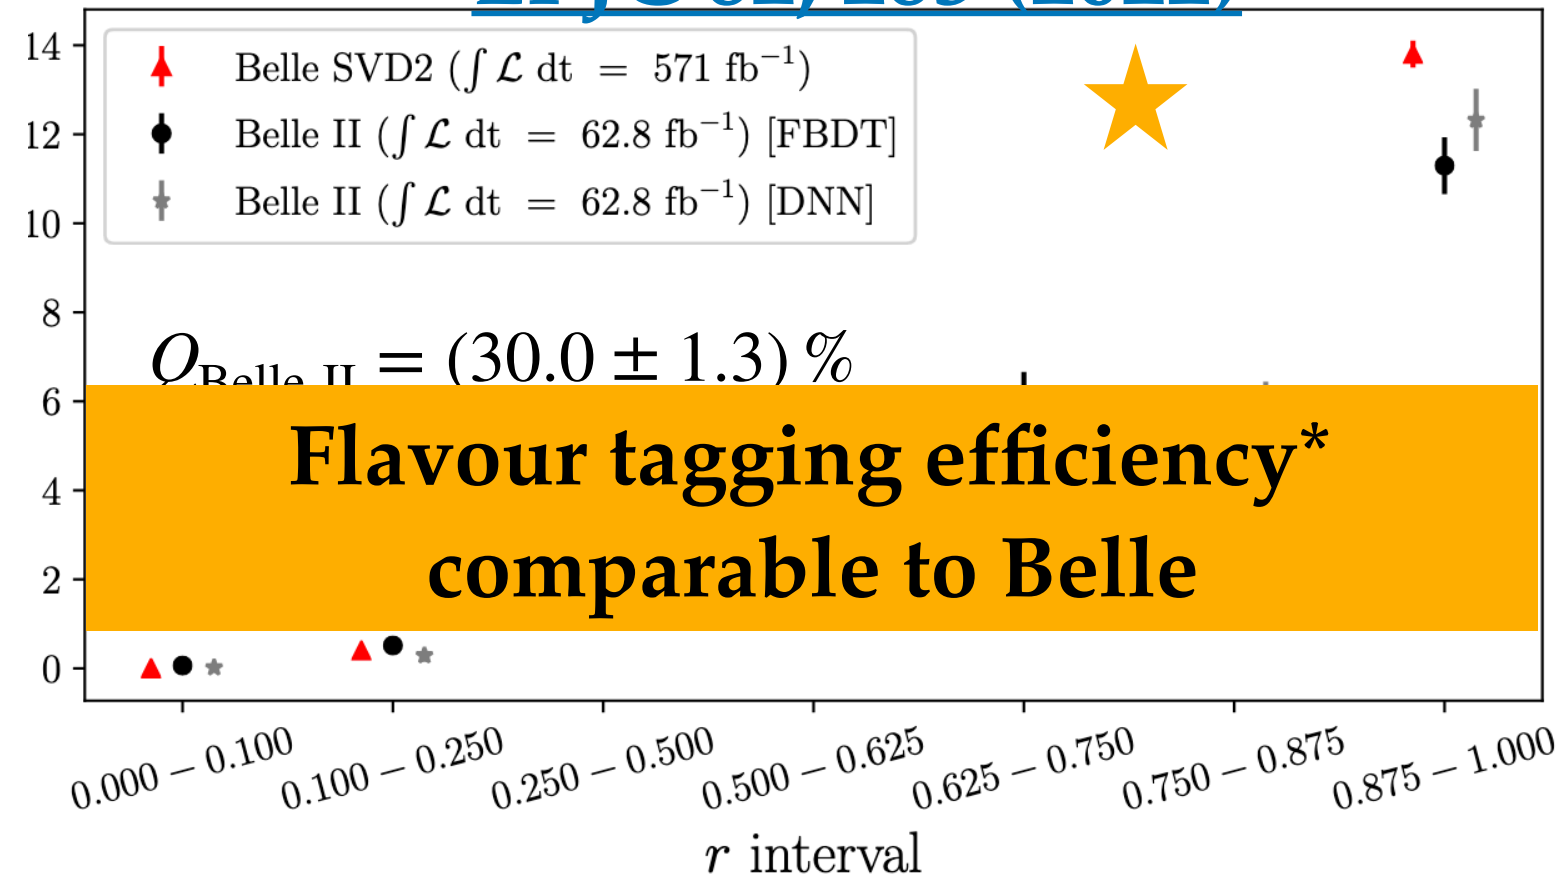 14
12
10
8
6
4
2
0
Belle SVD2 (∫ ℒ dt = 571 fb⁻¹)
Belle II (∫ ℒ dt = 62.8 fb⁻¹) [FBDT]
Belle II (∫ ℒ dt = 62.8 fb⁻¹) [DNN]
Q_Belle II = (30.0 ± 1.3) %
Flavour tagging efficiency*
comparable to Belle
0.000 − 0.100
0.100 − 0.250
0.250 − 0.500
0.500 − 0.625
0.625 − 0.750
0.750 − 0.875
0.875 − 1.000
r interval